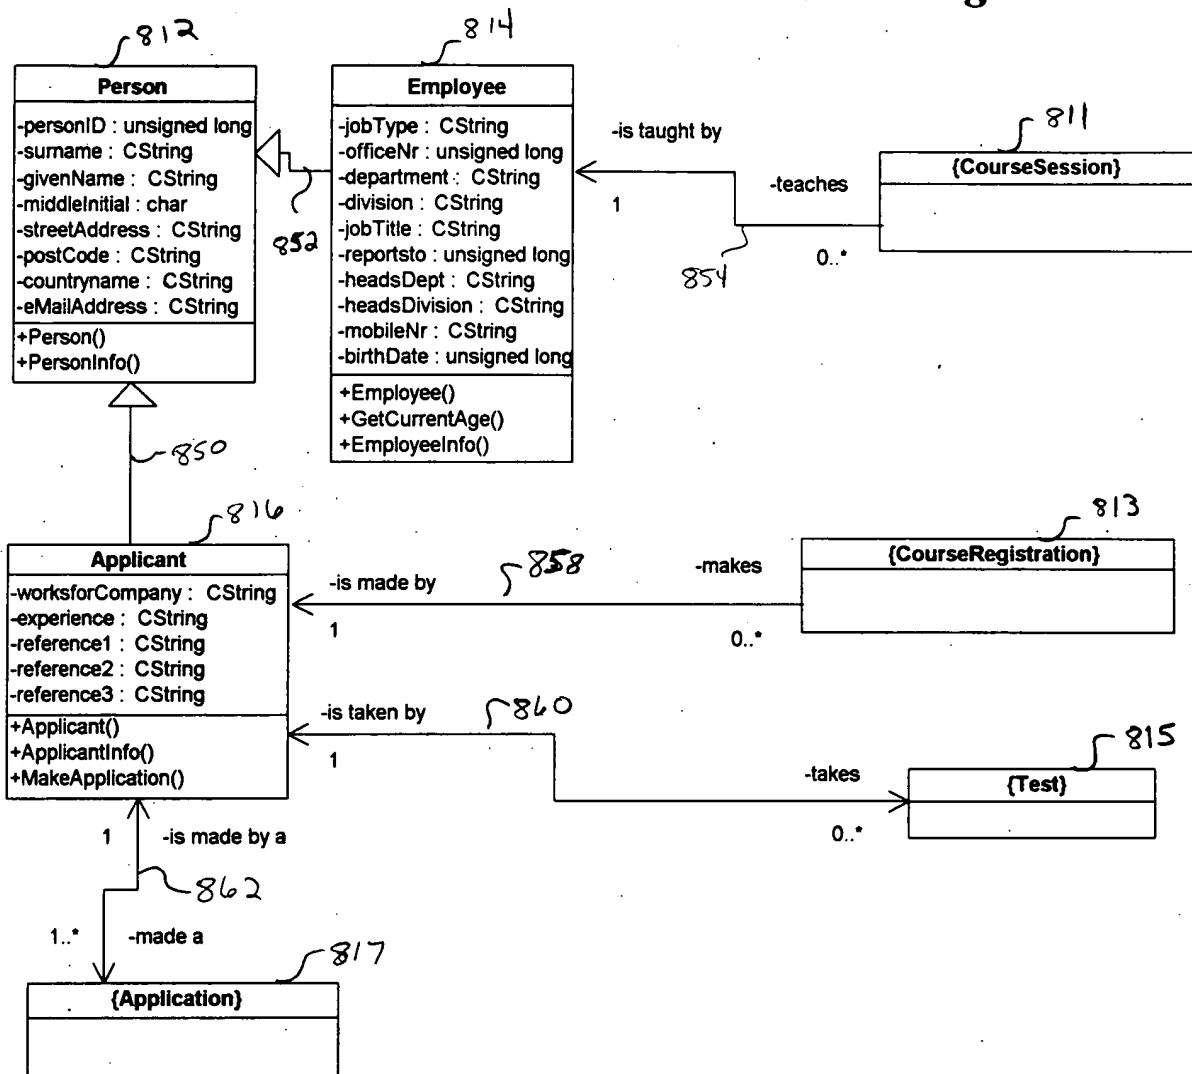 g
812
Person
-personID : unsigned long
-surname : CString
-givenName : CString
-middleInitial : char
-streetAddress : CString
-postCode : CString
-countryname : CString
-eMailAddress : CString
+Person()
+PersonInfo()
852
814
Employee
-jobType : CString
-officeNr : unsigned long
-department : CString
-division : CString
-jobTitle : CString
-reportsto : unsigned long
-headsDept : CString
-headsDivision : CString
-mobileNr : CString
-birthDate : unsigned long
+Employee()
+GetCurrentAge()
+EmployeeInfo()
-is taught by
1
-teaches
0..*
854
811
{CourseSession}
850
816
Applicant
-worksforCompany : CString
-experience : CString
-reference1 : CString
-reference2 : CString
-reference3 : CString
+Applicant()
+ApplicantInfo()
+MakeApplication()
-is made by
1
858
-makes
0..*
813
{CourseRegistration}
-is taken by
1
860
-takes
0..*
815
{Test}
1
-is made by a
862
1..*
-made a
817
{Application}